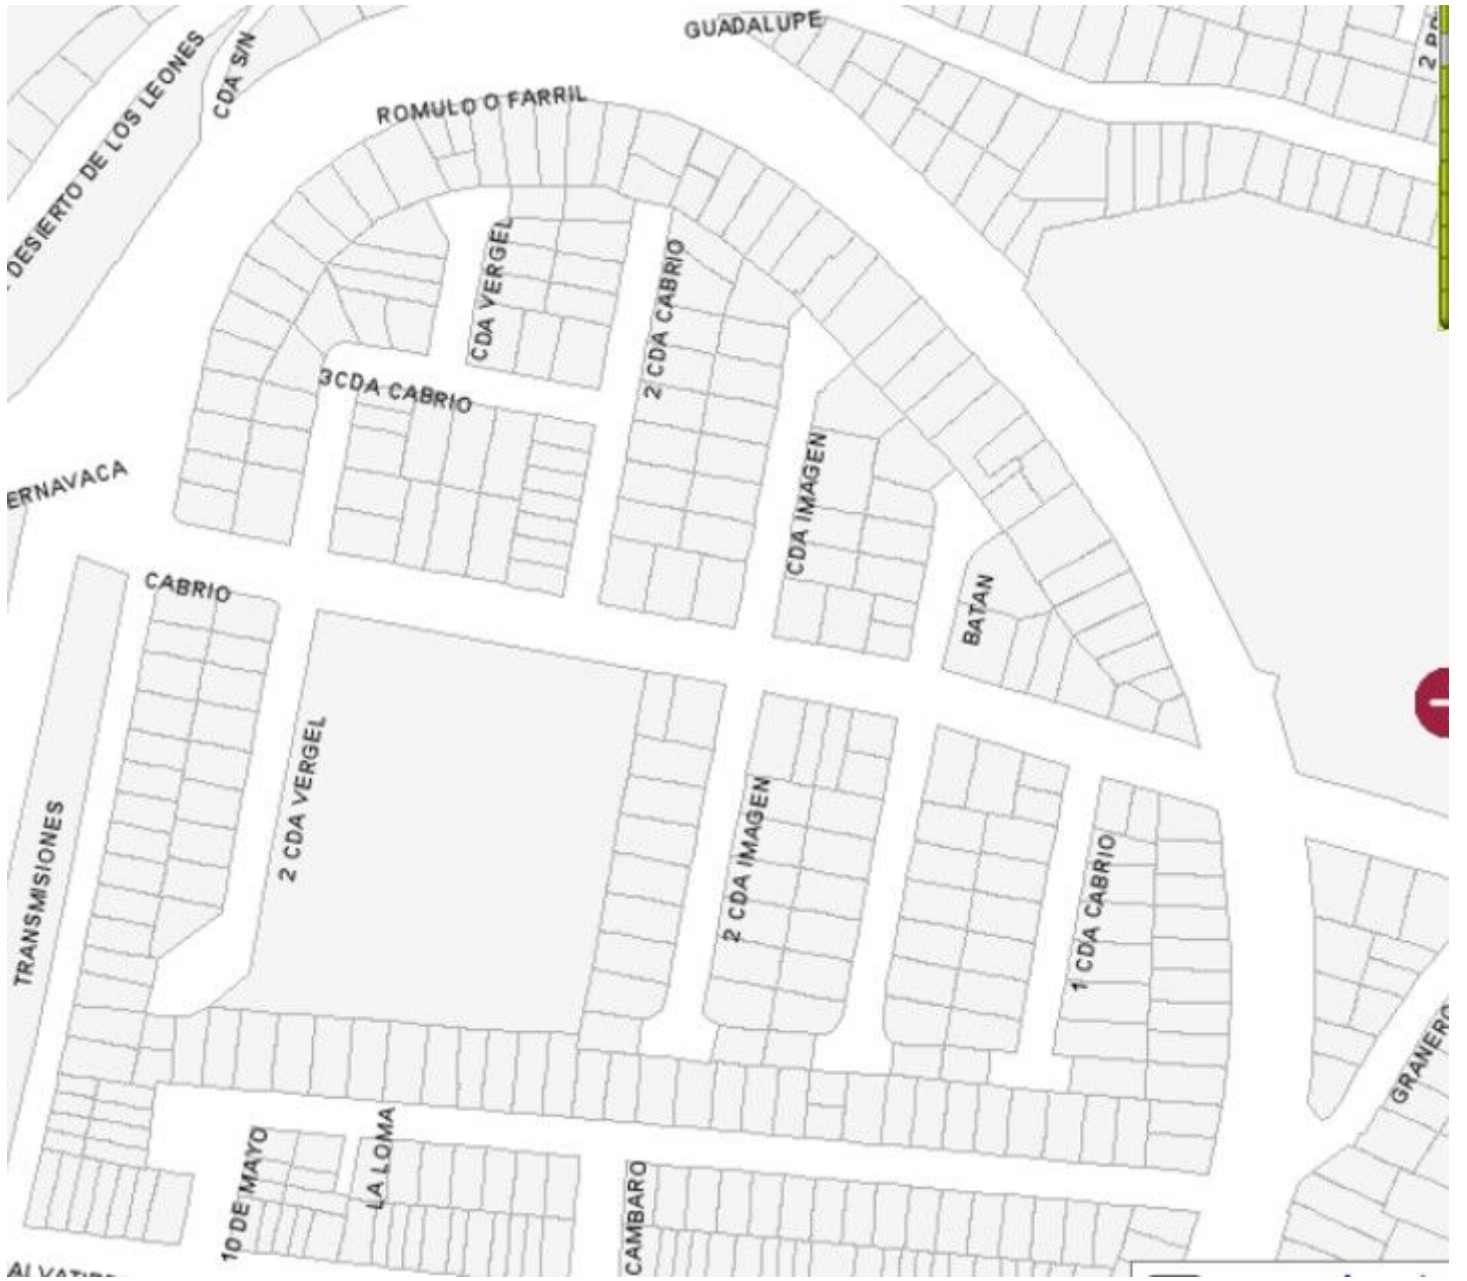 GUADALUPE
DESIERTO DE LOS LEONES
CDA S/N
ROMULO O FARRIL
CDA VERGEL
2 CDA CABRIO
3CDA CABRIO
CDA IMAGEN
ERNAVACA
CABRIO
BATAN
2 CDA VERGEL
2 CDA IMAGEN
TRANSMISIONES
1 CDA CABRIO
GRANERO
10 DE MAYO
LA LOMA
CAMBARO